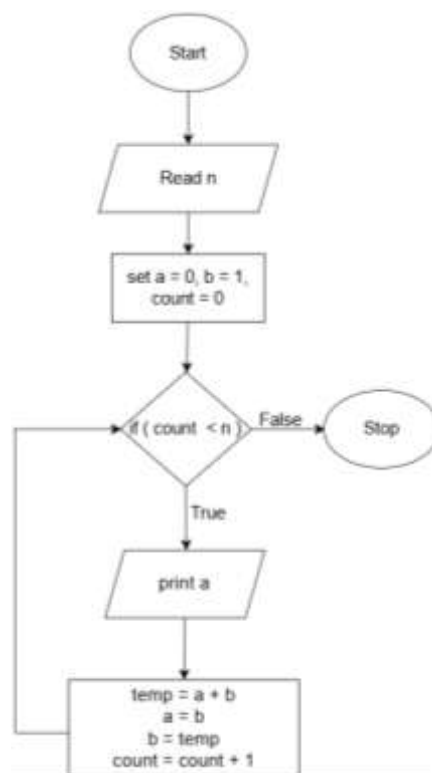 Start
Read n
set a = 0, b = 1,
count = 0
if ( count < n )
False
Stop
True
print a
temp = a + b
a = b
b = temp
count = count + 1